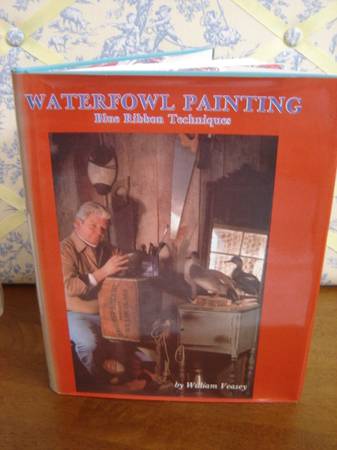 WATERFOWL PAINTING
Blue Ribbon Techniques
by William Veasey